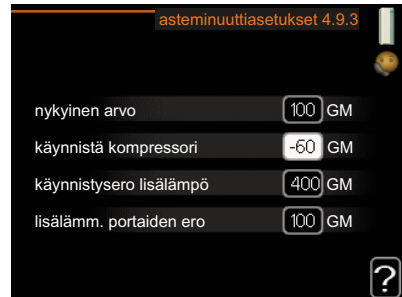 asteminuuttiasetukset 4.9.3
nykyinen arvo 100 GM
käynnistä kompressori -60 GM
käynnistysero lisälämpö 400 GM
lisälämm. portaiden ero 100 GM
?